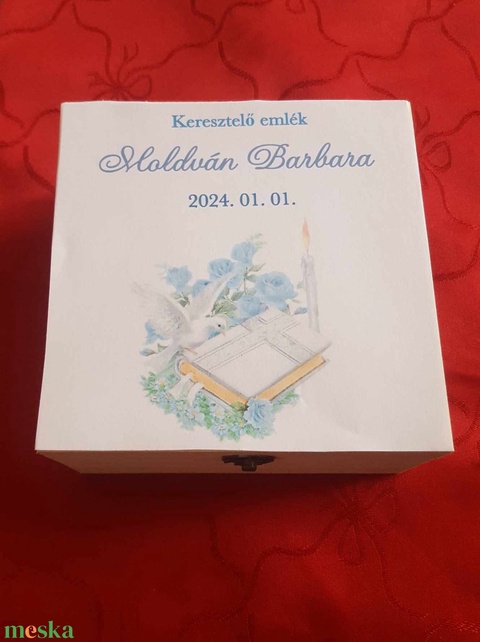 Keresztelő emlék
Moldván Barbara
2024. 01. 01.
meska